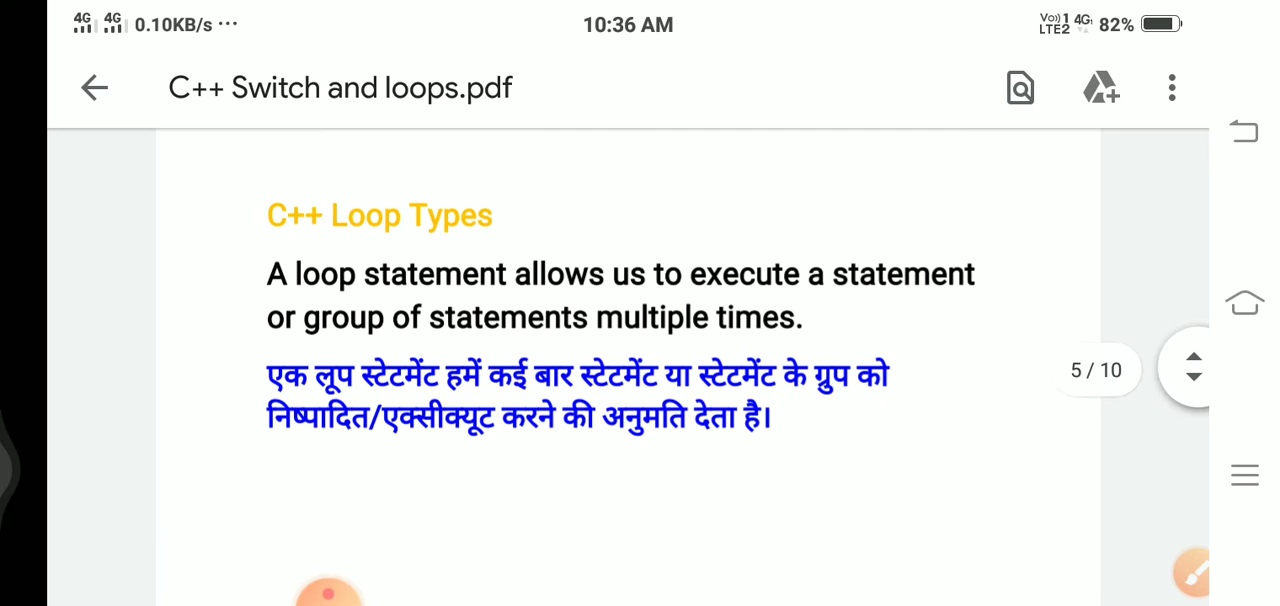 4G 4G 0.10KB/s ... 10:36 AM Vo)) 1 4G LTE2 82%
C++ Switch and loops.pdf
C++ Loop Types
A loop statement allows us to execute a statement
or group of statements multiple times.
एक लूप स्टेटमेंट हमें कई बार स्टेटमेंट या स्टेटमेंट के ग्रुप को
5 / 10
निष्पादित/एक्सीक्यूट करने की अनुमति देता है।